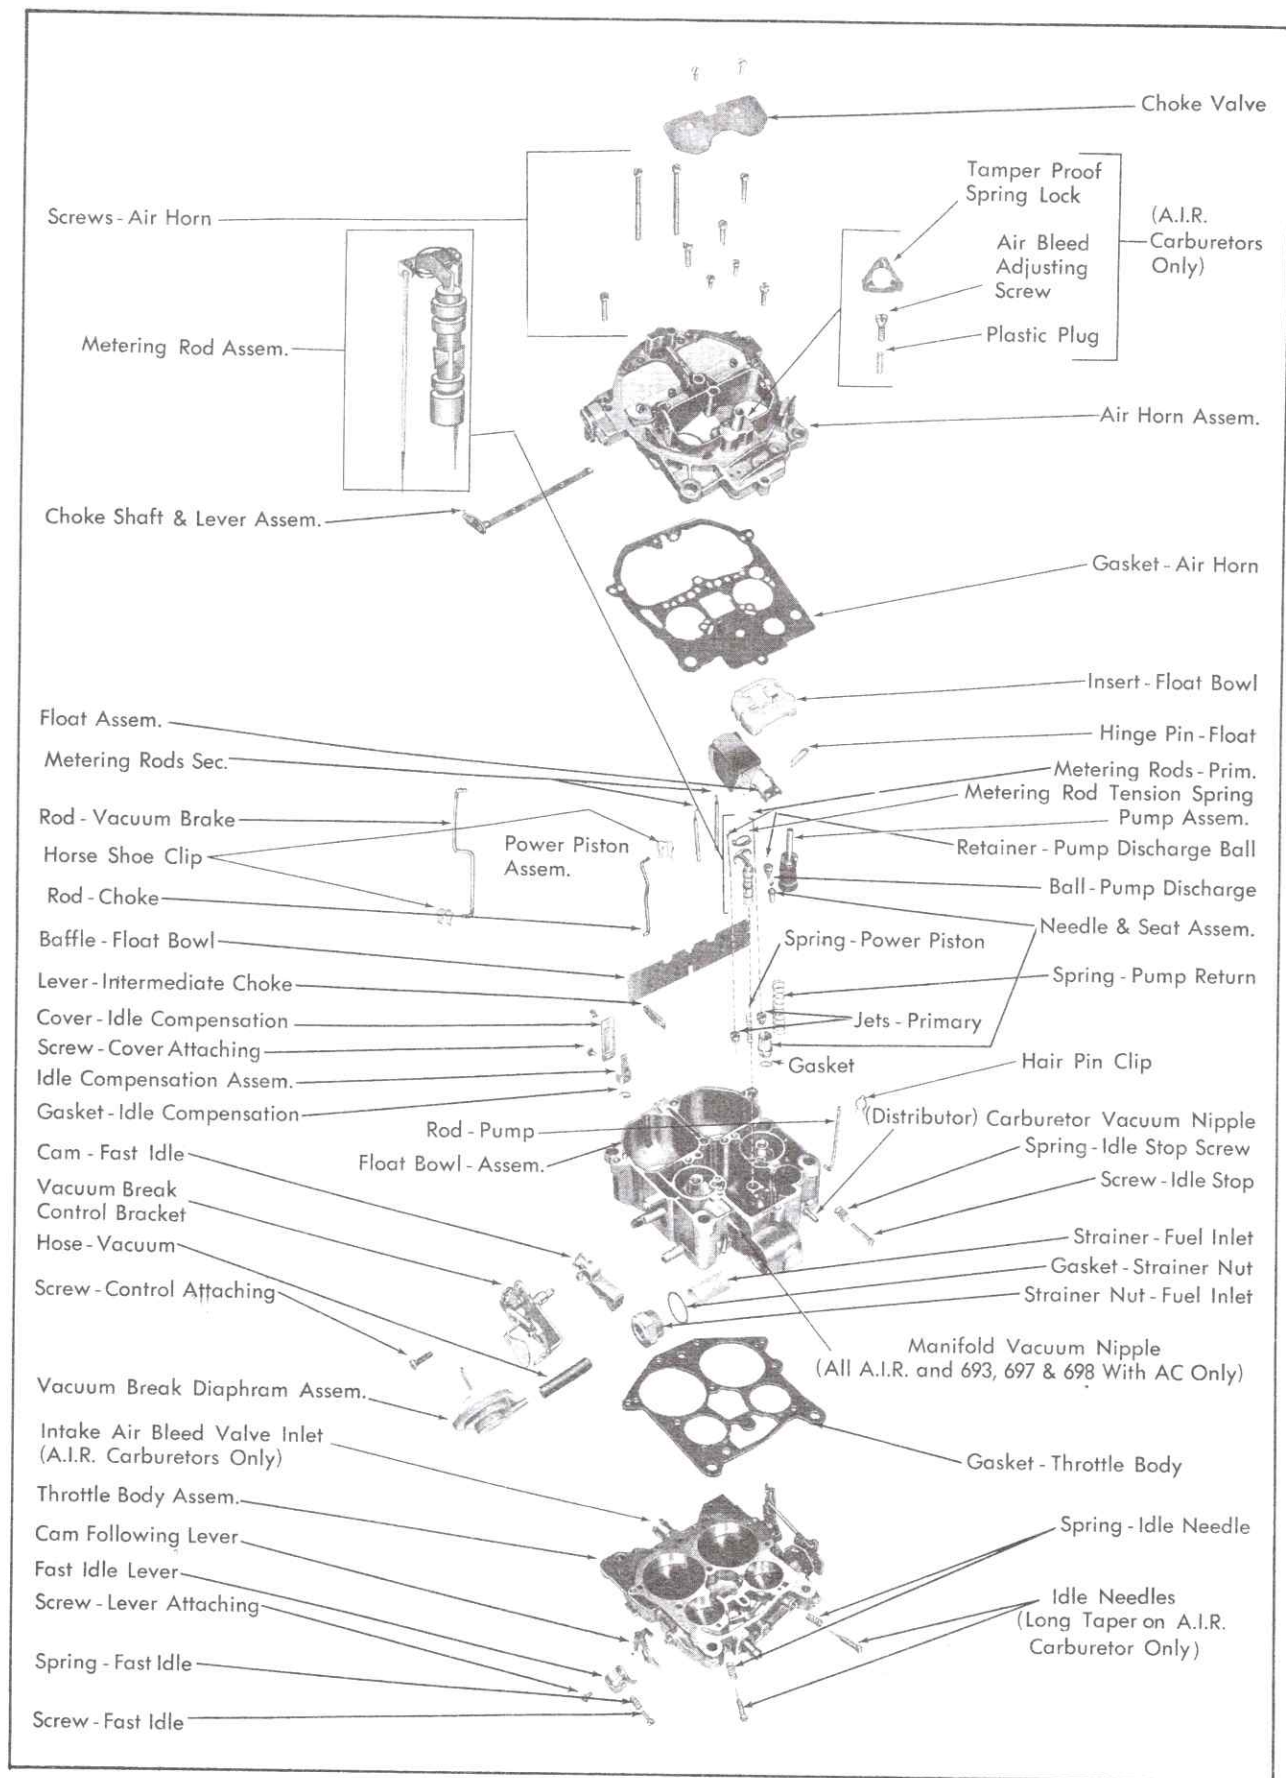 Choke Valve
Tamper Proof
Spring Lock
(A.I.R.
Carburetors
Only)
Air Bleed
Adjusting
Screw
Plastic Plug
Screws - Air Horn
Metering Rod Assem.
Air Horn Assem.
Choke Shaft & Lever Assem.
Gasket - Air Horn
Insert - Float Bowl
Float Assem.
Hinge Pin - Float
Metering Rods Sec.
Metering Rods - Prim.
Metering Rod Tension Spring
Rod - Vacuum Brake
Pump Assem.
Horse Shoe Clip
Power Piston
Assem.
Retainer - Pump Discharge Ball
Rod - Choke
Ball - Pump Discharge
Baffle - Float Bowl
Spring - Power Piston
Needle & Seat Assem.
Lever - Intermediate Choke
Spring - Pump Return
Cover - Idle Compensation
Jets - Primary
Screw - Cover Attaching
Gasket
Hair Pin Clip
Idle Compensation Assem.
Gasket - Idle Compensation
Rod - Pump
(Distributor) Carburetor Vacuum Nipple
Cam - Fast Idle
Float Bowl - Assem.
Spring - Idle Stop Screw
Vacuum Break
Control Bracket
Screw - Idle Stop
Hose - Vacuum
Strainer - Fuel Inlet
Gasket - Strainer Nut
Screw - Control Attaching
Strainer Nut - Fuel Inlet
Manifold Vacuum Nipple
(All A.I.R. and 693, 697 & 698 With AC Only)
Vacuum Break Diaphram Assem.
Intake Air Bleed Valve Inlet
(A.I.R. Carburetors Only)
Gasket - Throttle Body
Throttle Body Assem.
Cam Following Lever
Spring - Idle Needle
Fast Idle Lever
Screw - Lever Attaching
Idle Needles
(Long Taper on A.I.R.
Carburetor Only)
Spring - Fast Idle
Screw - Fast Idle